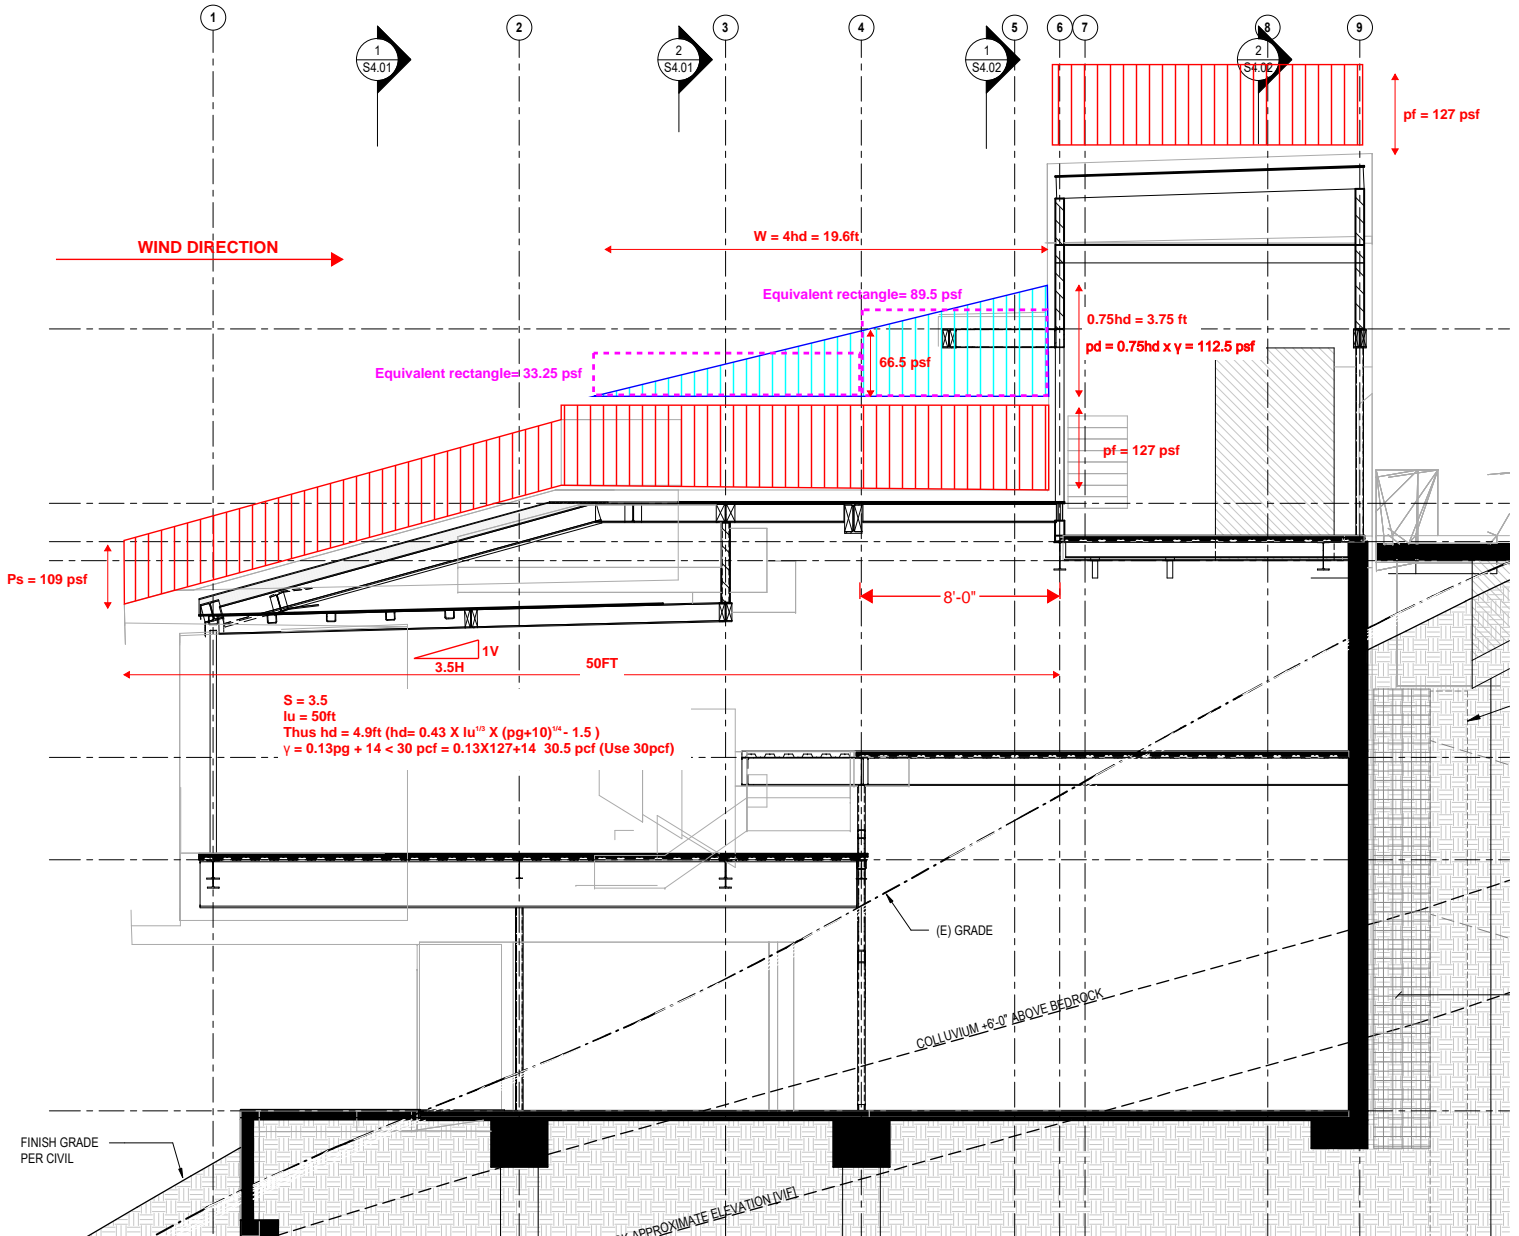 1
2
3
4
5
6
7
8
9
1
S4.01
2
S4.01
1
S4.02
2
S4.02
pf = 127 psf
WIND DIRECTION
W = 4hd = 19.6ft
Equivalent rectangle= 89.5 psf
0.75hd = 3.75 ft
pd = 0.75hd x γ = 112.5 psf
66.5 psf
Equivalent rectangle= 33.25 psf
pf = 127 psf
Ps = 109 psf
8'-0"
1V
3.5H
50FT
S = 3.5
lu = 50ft
Thus hd = 4.9ft (hd= 0.43 X lu¹ᐟ³ X (pg+10)¹ᐟ⁴ - 1.5 )
γ = 0.13pg + 14 < 30 pcf = 0.13X127+14 30.5 pcf (Use 30pcf)
(E) GRADE
COLLUVIUM +6'-0" ABOVE BEDROCK
FINISH GRADE
PER CIVIL
APPROXIMATE ELEVATION (VIF)